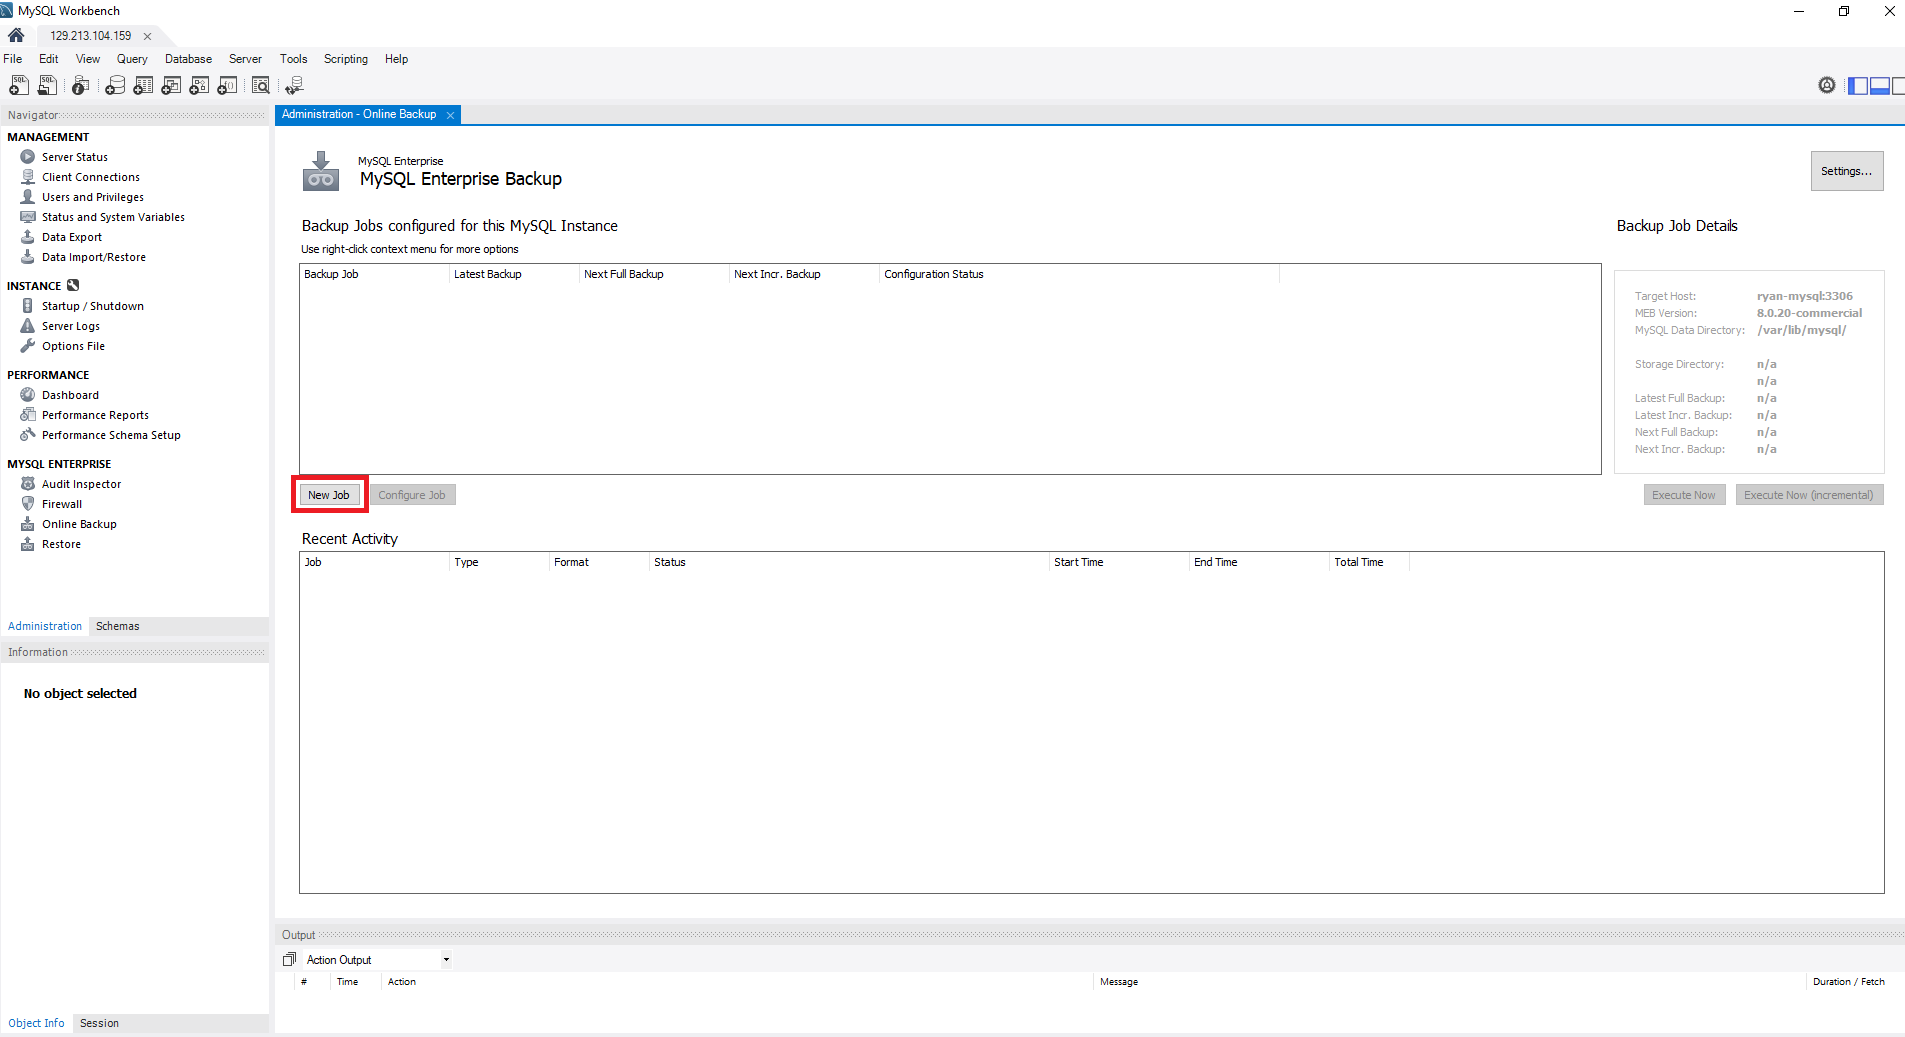 MySQL Workbench
129.213.104.159
File Edit View Query Database Server Tools Scripting Help
Navigator
MANAGEMENT
Server Status
Client Connections
Users and Privileges
Status and System Variables
Data Export
Data Import/Restore
INSTANCE
Startup / Shutdown
Server Logs
Options File
PERFORMANCE
Dashboard
Performance Reports
Performance Schema Setup
MYSQL ENTERPRISE
Audit Inspector
Firewall
Online Backup
Restore
Administration Schemas
Information
No object selected
Object Info Session
Administration - Online Backup
MySQL Enterprise
MySQL Enterprise Backup
Settings...
Backup Jobs configured for this MySQL Instance
Use right-click context menu for more options
Backup Job Latest Backup Next Full Backup Next Incr. Backup Configuration Status
New Job Configure Job
Backup Job Details
Target Host: ryan-mysql:3306
MEB Version: 8.0.20-commercial
MySQL Data Directory: /var/lib/mysql/
Storage Directory: n/a
n/a
Latest Full Backup: n/a
Latest Incr. Backup: n/a
Next Full Backup: n/a
Next Incr. Backup: n/a
Execute Now Execute Now (incremental)
Recent Activity
Job Type Format Status Start Time End Time Total Time
Output
Action Output
# Time Action Message Duration / Fetch